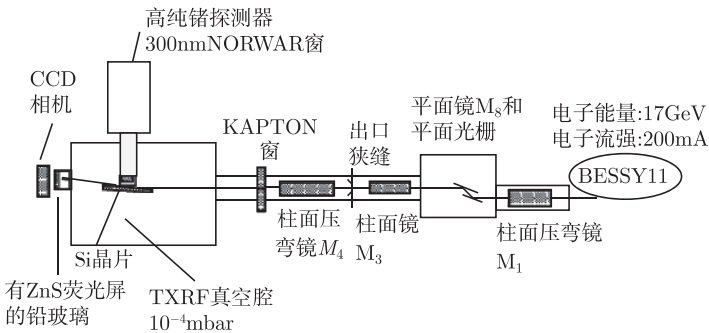 高纯锗探测器
300nmNORWAR窗
CCD
相机
KAPTON
窗
出口
狭缝
平面镜M₈和
平面光栅
电子能量:17GeV
电子流强:200mA
BESSY11
柱面压
弯镜M₄
柱面镜
M₃
柱面压弯镜
M₁
Si晶片
有ZnS荧光屏
的铅玻璃
TXRF真空腔
10⁻⁴mbar